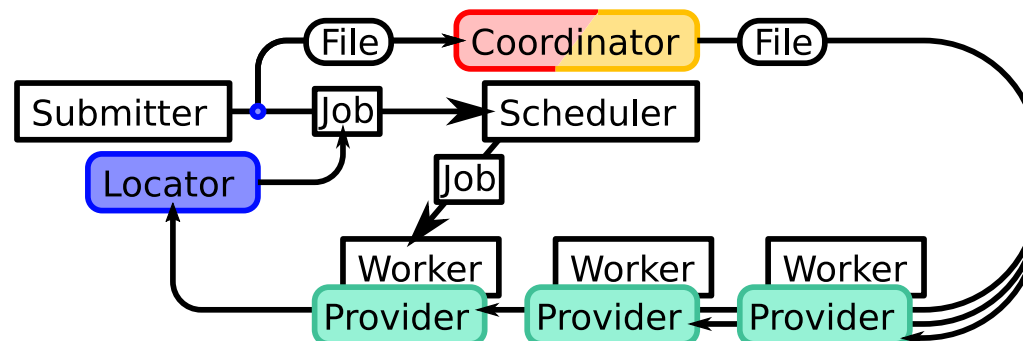 File
Coordinator
File
Submitter
Job
Scheduler
Locator
Job
Worker
Worker
Worker
Provider
Provider
Provider